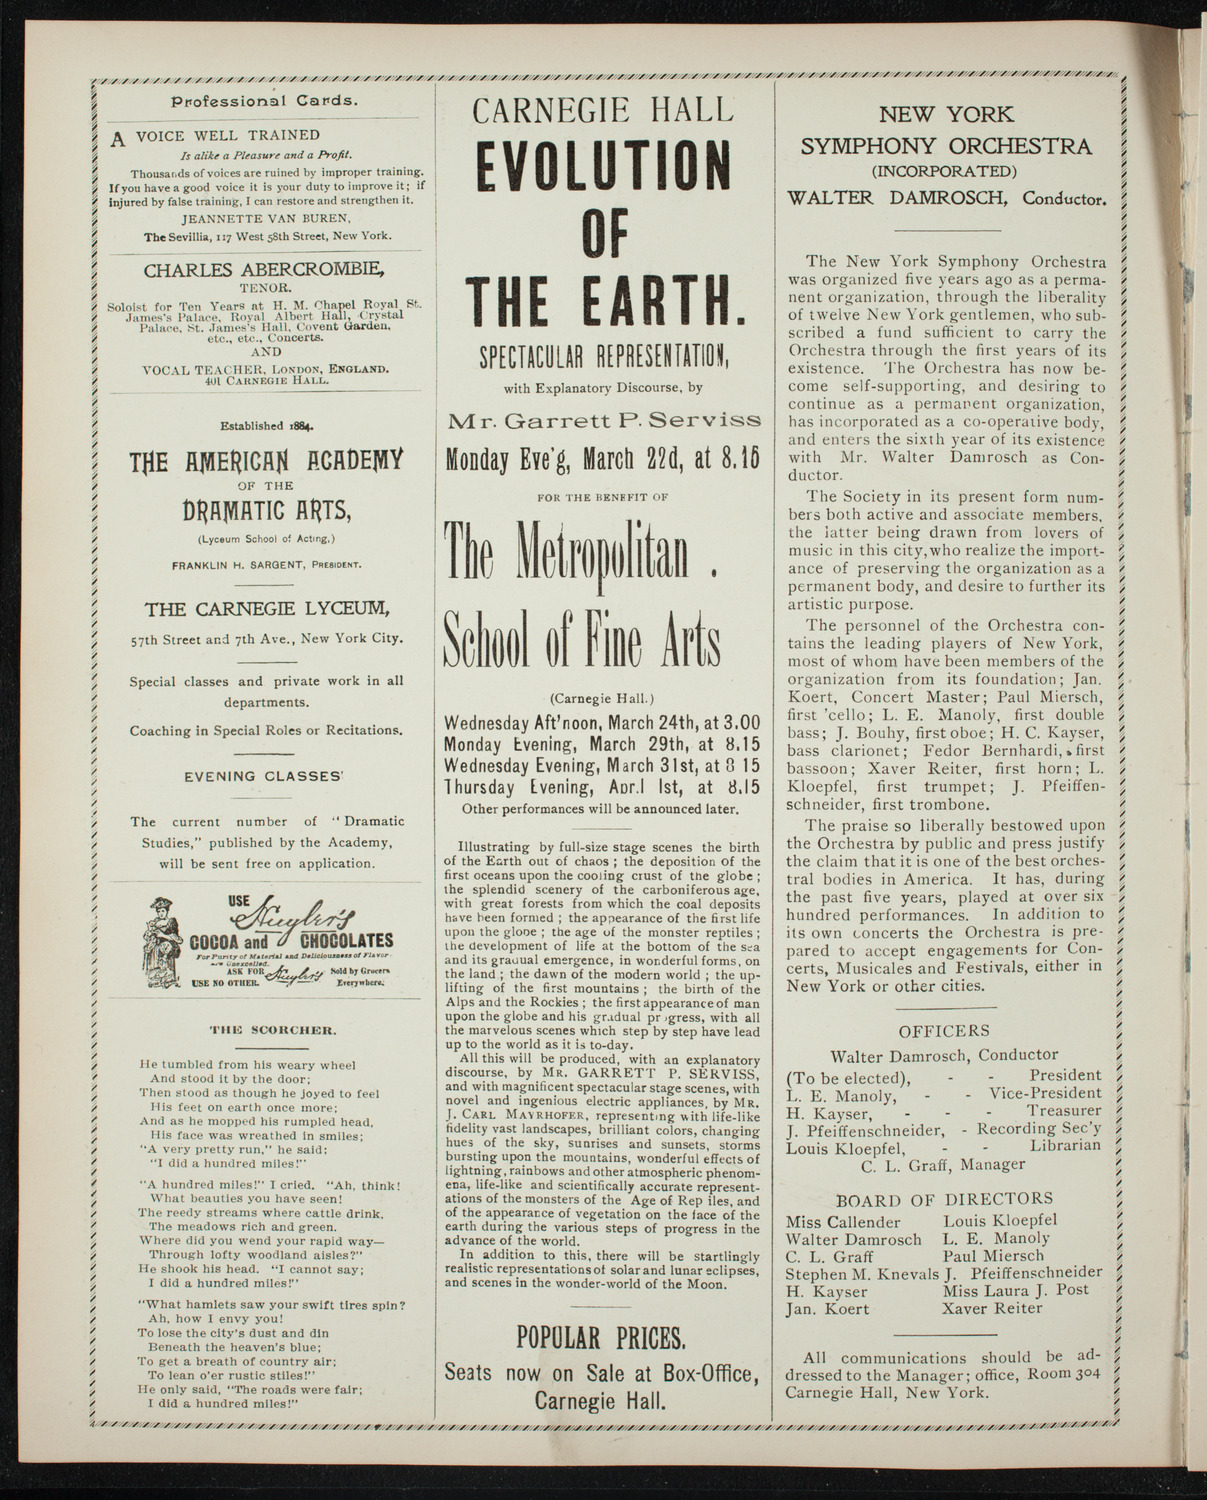 Professional Cards.
A VOICE WELL TRAINED
Is alike a Pleasure and a Profit.
Thousands of voices are ruined by improper training.
If you have a good voice it is your duty to improve it; if
injured by false training, I can restore and strengthen it.
JEANNETTE VAN BUREN,
The Sevillia, 117 West 58th Street, New York.
CHARLES ABERCROMBIE,
TENOR.
Soloist for Ten Years at H. M. Chapel Royal St.
James's Palace, Royal Albert Hall, Crystal
Palace, St. James's Hall, Covent Garden,
etc., etc., Concerts.
AND
VOCAL TEACHER, LONDON, ENGLAND.
401 CARNEGIE HALL.
Established 1884.
THE AMERICAN ACADEMY
OF THE
DRAMATIC ARTS,
(Lyceum School of Acting,)
FRANKLIN H. SARGENT, PRESIDENT.
THE CARNEGIE LYCEUM,
57th Street and 7th Ave., New York City.
Special classes and private work in all
departments.
Coaching in Special Roles or Recitations.
EVENING CLASSES'
The current number of "Dramatic
Studies," published by the Academy,
will be sent free on application.
USE Huyler's
COCOA and CHOCOLATES
For Purity of Material and Deliciousness of Flavor
Unexcelled.
ASK FOR Huyler's Sold by Grocers
USE NO OTHER. Everywhere.
THE SCORCHER.
He tumbled from his weary wheel
And stood it by the door;
Then stood as though he joyed to feel
His feet on earth once more;
And as he mopped his rumpled head,
His face was wreathed in smiles;
"A very pretty run," he said;
"I did a hundred miles!"
"A hundred miles!" I cried. "Ah, think!
What beauties you have seen!
The reedy streams where cattle drink,
The meadows rich and green.
Where did you wend your rapid way—
Through lofty woodland aisles?"
He shook his head. "I cannot say;
I did a hundred miles!"
"What hamlets saw your swift tires spin?
Ah, how I envy you!
To lose the city's dust and din
Beneath the heaven's blue;
To get a breath of country air;
To lean o'er rustic stiles!"
He only said, "The roads were fair;
I did a hundred miles!"
CARNEGIE HALL
EVOLUTION
OF
THE EARTH.
SPECTACULAR REPRESENTATION,
with Explanatory Discourse, by
Mr. Garrett P. Serviss
Monday Eve'g, March 22d, at 8.15
FOR THE BENEFIT OF
The Metropolitan .
School of Fine Arts
(Carnegie Hall.)
Wednesday Aft'noon, March 24th, at 3.00
Monday Evening, March 29th, at 8.15
Wednesday Evening, March 31st, at 8 15
Thursday Evening, Apr.l 1st, at 8.15
Other performances will be announced later.
Illustrating by full-size stage scenes the birth
of the Earth out of chaos; the deposition of the
first oceans upon the cooling crust of the globe;
the splendid scenery of the carboniferous age,
with great forests from which the coal deposits
have been formed; the appearance of the first life
upon the globe; the age of the monster reptiles;
the development of life at the bottom of the sea
and its gradual emergence, in wonderful forms, on
the land; the dawn of the modern world; the up-
lifting of the first mountains; the birth of the
Alps and the Rockies; the first appearance of man
upon the globe and his gradual pr gress, with all
the marvelous scenes which step by step have lead
up to the world as it is to-day.
All this will be produced, with an explanatory
discourse, by MR. GARRETT P. SERVISS,
and with magnificent spectacular stage scenes, with
novel and ingenious electric appliances, by MR.
J. CARL MAYRHOFER, representing with life-like
fidelity vast landscapes, brilliant colors, changing
hues of the sky, sunrises and sunsets, storms
bursting upon the mountains, wonderful effects of
lightning, rainbows and other atmospheric phenom-
ena, life-like and scientifically accurate represent-
ations of the monsters of the Age of Rep iles, and
of the appearance of vegetation on the face of the
earth during the various steps of progress in the
advance of the world.
In addition to this, there will be startlingly
realistic representations of solar and lunar eclipses,
and scenes in the wonder-world of the Moon.
POPULAR PRICES.
Seats now on Sale at Box-Office,
Carnegie Hall.
NEW YORK
SYMPHONY ORCHESTRA
(INCORPORATED)
WALTER DAMROSCH, Conductor.
The New York Symphony Orchestra
was organized five years ago as a perma-
nent organization, through the liberality
of twelve New York gentlemen, who sub-
scribed a fund sufficient to carry the
Orchestra through the first years of its
existence. The Orchestra has now be-
come self-supporting, and desiring to
continue as a permanent organization,
has incorporated as a co-operative body,
and enters the sixth year of its existence
with Mr. Walter Damrosch as Con-
ductor.
The Society in its present form num-
bers both active and associate members,
the latter being drawn from lovers of
music in this city, who realize the import-
ance of preserving the organization as a
permanent body, and desire to further its
artistic purpose.
The personnel of the Orchestra con-
tains the leading players of New York,
most of whom have been members of the
organization from its foundation; Jan.
Koert, Concert Master; Paul Miersch,
first 'cello; L. E. Manoly, first double
bass; J. Bouhy, first oboe; H. C. Kayser,
bass clarionet; Fedor Bernhardi, first
bassoon; Xaver Reiter, first horn; L.
Kloepfel, first trumpet; J. Pfeiffen-
schneider, first trombone.
The praise so liberally bestowed upon
the Orchestra by public and press justify
the claim that it is one of the best orches-
tral bodies in America. It has, during
the past five years, played at over six
hundred performances. In addition to
its own concerts the Orchestra is pre-
pared to accept engagements for Con-
certs, Musicales and Festivals, either in
New York or other cities.
OFFICERS
Walter Damrosch, Conductor
(To be elected), - - President
L. E. Manoly, - - Vice-President
H. Kayser, - - - Treasurer
J. Pfeiffenschneider, - Recording Sec'y
Louis Kloepfel, - - Librarian
C. L. Graff, Manager
BOARD OF DIRECTORS
Miss Callender Louis Kloepfel
Walter Damrosch L. E. Manoly
C. L. Graff Paul Miersch
Stephen M. Knevals J. Pfeiffenschneider
H. Kayser Miss Laura J. Post
Jan. Koert Xaver Reiter
All communications should be ad-
dressed to the Manager; office, Room 304
Carnegie Hall, New York.